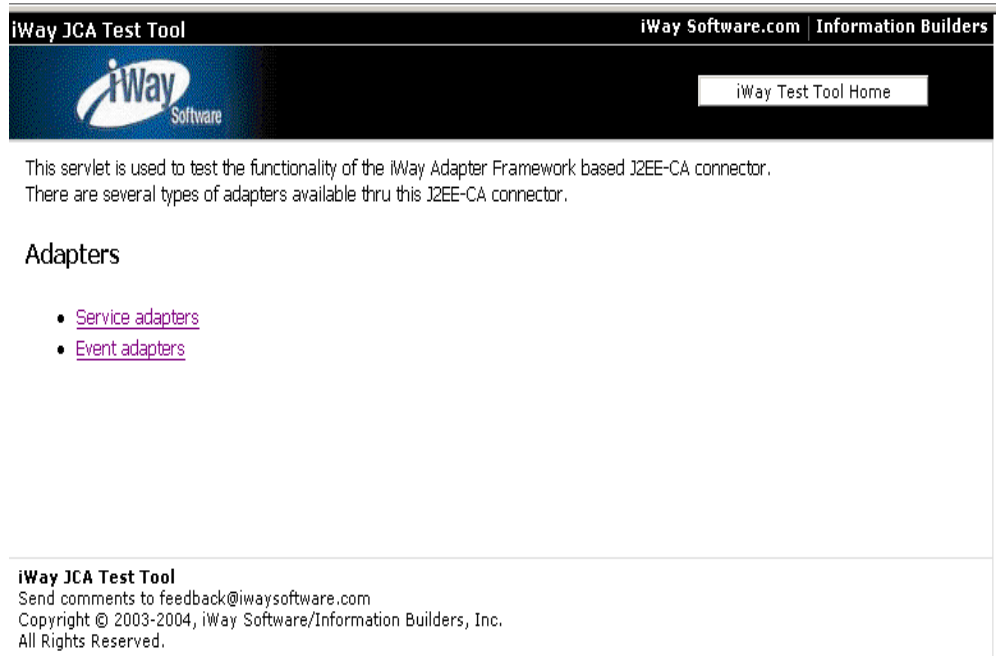 iWay JCA Test Tool
iWay Software.com | Information Builders
iWay
Software
iWay Test Tool Home
This servlet is used to test the functionality of the iWay Adapter Framework based J2EE-CA connector.
There are several types of adapters available thru this J2EE-CA connector.
Adapters
• Service adapters
• Event adapters
iWay JCA Test Tool
Send comments to feedback@iwaysoftware.com
Copyright © 2003-2004, iWay Software/Information Builders, Inc.
All Rights Reserved.